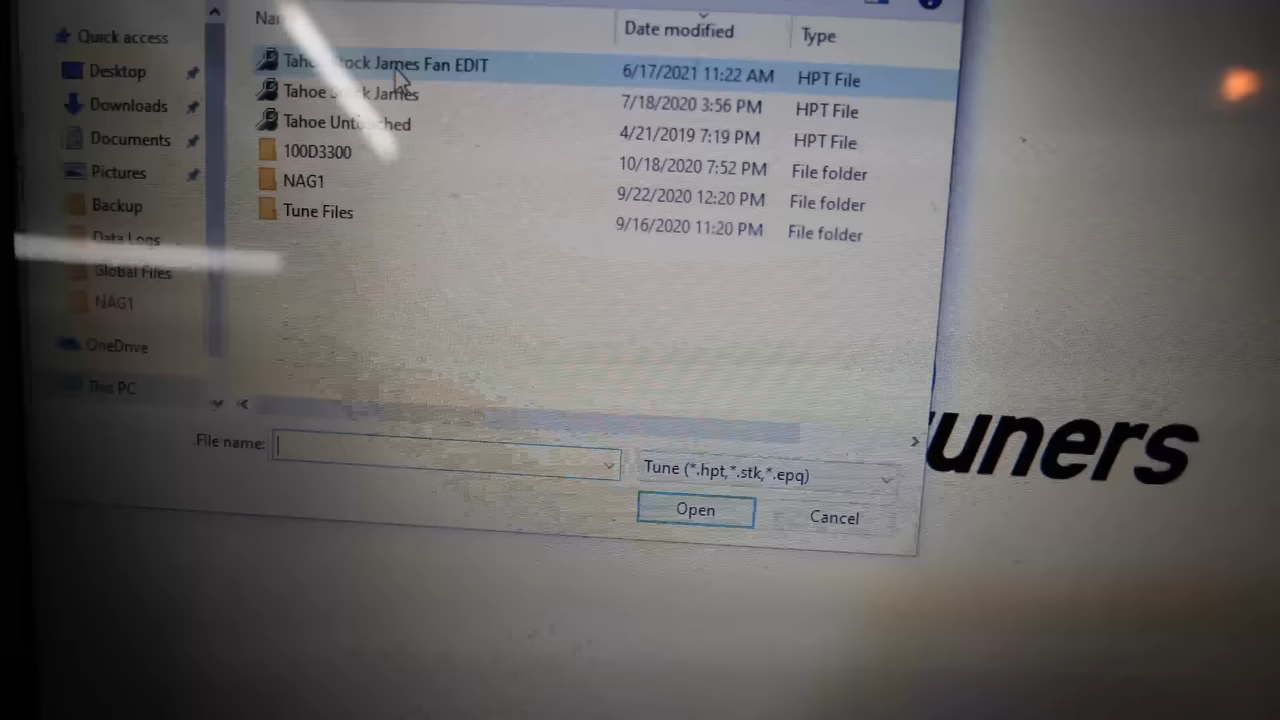 Quick access
Desktop
Downloads
Documents
Pictures
Backup
Data Logs
Global Files
NAG1
OneDrive
This PC
Date modified Type
Stock James Fan EDIT 6/17/2021 11:22 AM HPT File
Tahoe James 7/18/2020 3:56 PM HPT File
Tahoe Untouched 4/21/2019 7:19 PM HPT File
100D3300 10/18/2020 7:52 PM File folder
NAG1 9/22/2020 12:20 PM File folder
Tune Files 9/16/2020 11:20 PM File folder
File name: Tune (*.hpt,*.stk,*.epq)
Open Cancel
uners